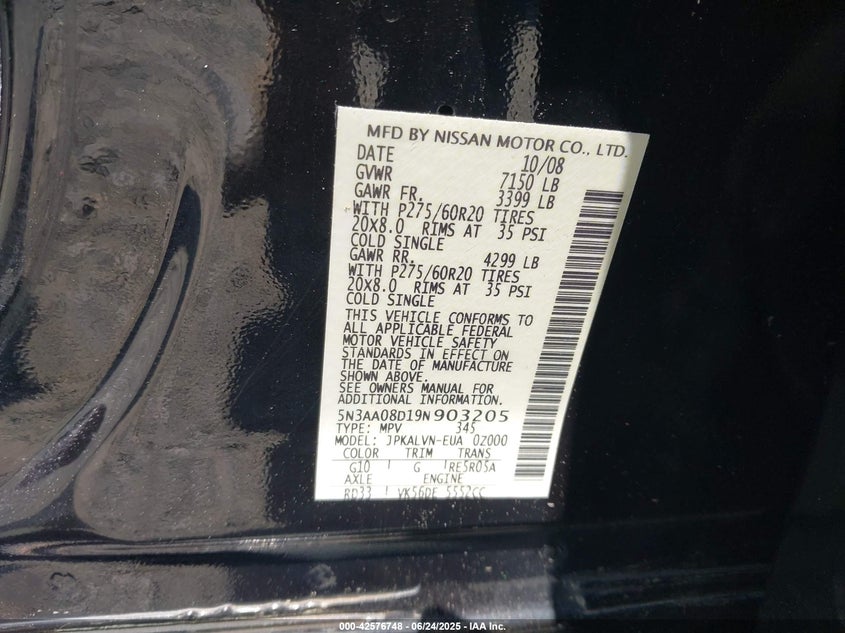 MFD BY NISSAN MOTOR CO., LTD.
DATE 10/08
GVWR 7150 LB
GAWR FR. 3399 LB
WITH P275/60R20 TIRES
20X8.0 RIMS AT 35 PSI
COLD SINGLE
GAWR RR. 4299 LB
WITH P275/60R20 TIRES
20X8.0 RIMS AT 35 PSI
COLD SINGLE
THIS VEHICLE CONFORMS TO
ALL APPLICABLE FEDERAL
MOTOR VEHICLE SAFETY
STANDARDS IN EFFECT ON
THE DATE OF MANUFACTURE
SHOWN ABOVE.
SEE OWNERS MANUAL FOR
ADDITIONAL INFORMATION.
5N3AA08D19N903205
TYPE: MPV 345
MODEL: JPKALVN-EUA 0Z000
COLOR TRIM TRANS
G10 G RE5R05A
AXLE ENGINE
RD33 VK56DE 5552CC
000-42576748 - 06/24/2025 - IAA Inc.